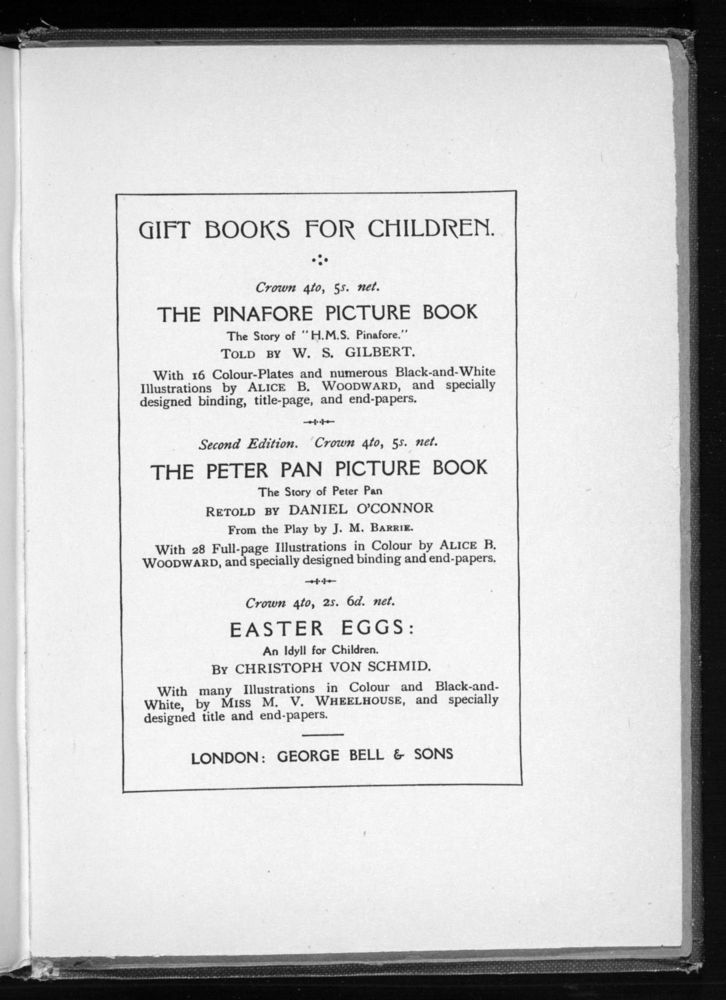 GIFT BOOKS FOR CHILDREN.
Crown 4to, 5s. net.
THE PINAFORE PICTURE BOOK
The Story of "H.M.S. Pinafore."
TOLD BY W. S. GILBERT.
With 16 Colour-Plates and numerous Black-and-White
Illustrations by ALICE B. WOODWARD, and specially
designed binding, title-page, and end-papers.
Second Edition. Crown 4to, 5s. net.
THE PETER PAN PICTURE BOOK
The Story of Peter Pan
RETOLD BY DANIEL O'CONNOR
From the Play by J. M. BARRIE.
With 28 Full-page Illustrations in Colour by ALICE B.
WOODWARD, and specially designed binding and end-papers.
Crown 4to, 2s. 6d. net.
EASTER EGGS:
An Idyll for Children.
BY CHRISTOPH VON SCHMID.
With many Illustrations in Colour and Black-and-
White, by MISS M. V. WHEELHOUSE, and specially
designed title and end-papers.
LONDON: GEORGE BELL & SONS